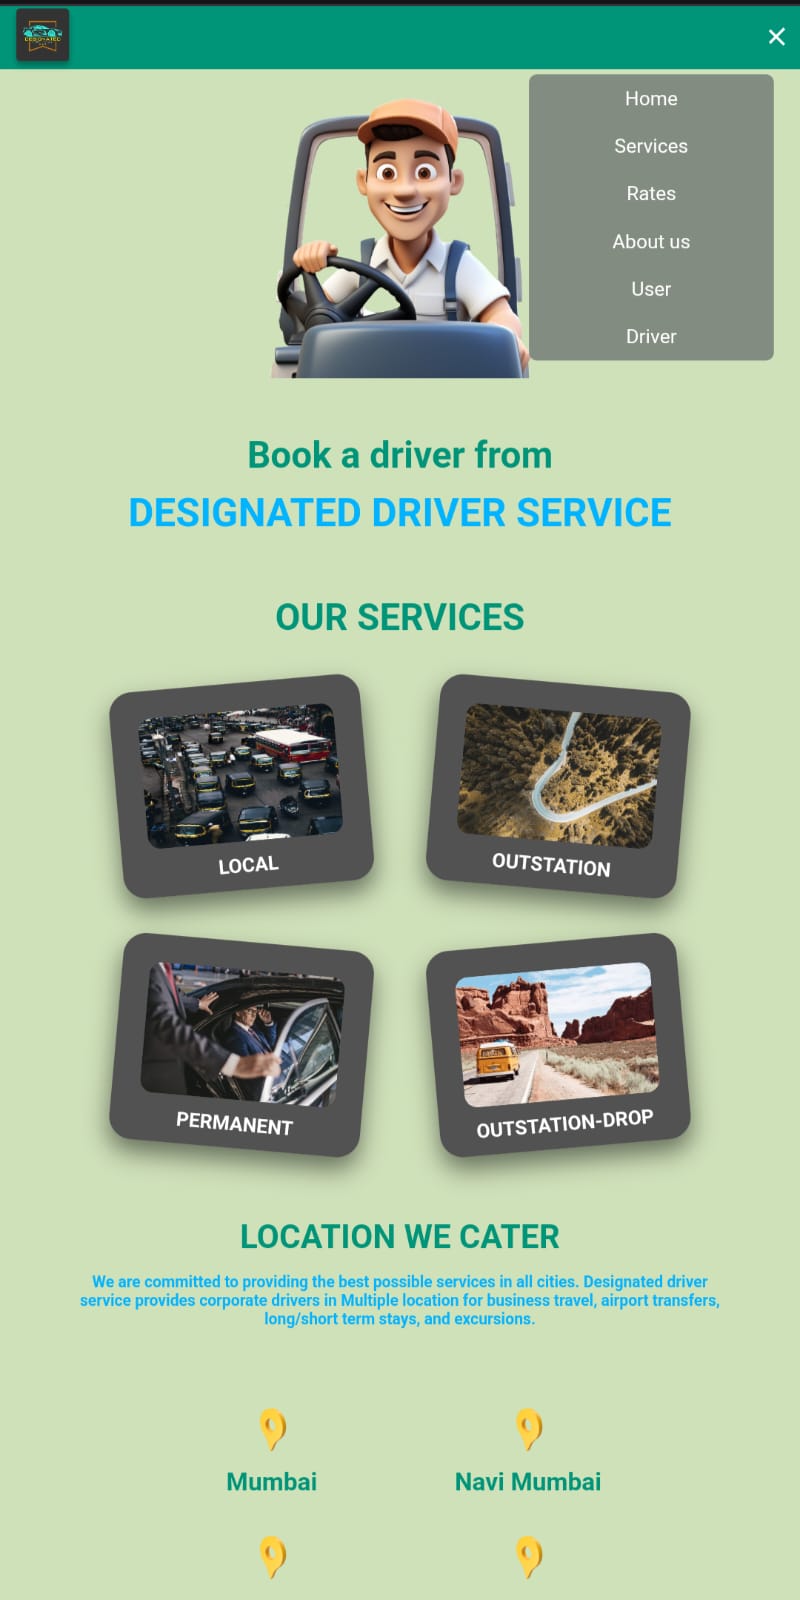 DESIGNATED
Home
Services
Rates
About us
User
Driver
Book a driver from
DESIGNATED DRIVER SERVICE
OUR SERVICES
LOCAL
OUTSTATION
PERMANENT
OUTSTATION-DROP
LOCATION WE CATER
We are committed to providing the best possible services in all cities. Designated driver
service provides corporate drivers in Multiple location for business travel, airport transfers,
long/short term stays, and excursions.
Mumbai
Navi Mumbai